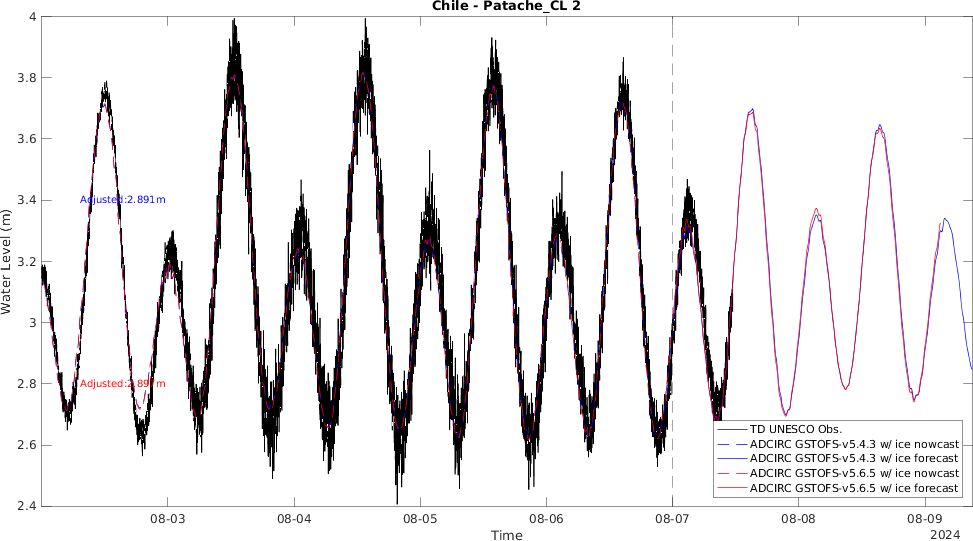 Chile - Patache_CL 2
4
3.8
3.6
3.4
3.2
3
2.8
2.6
2.4
Water Level (m)
Adjusted:2.891m
Adjusted:2.897m
TD UNESCO Obs.
ADCIRC GSTOFS-v5.4.3 w/ ice nowcast
ADCIRC GSTOFS-v5.4.3 w/ ice forecast
ADCIRC GSTOFS-v5.6.5 w/ ice nowcast
ADCIRC GSTOFS-v5.6.5 w/ ice forecast
08-03 08-04 08-05 08-06 08-07 08-08 08-09
Time
2024